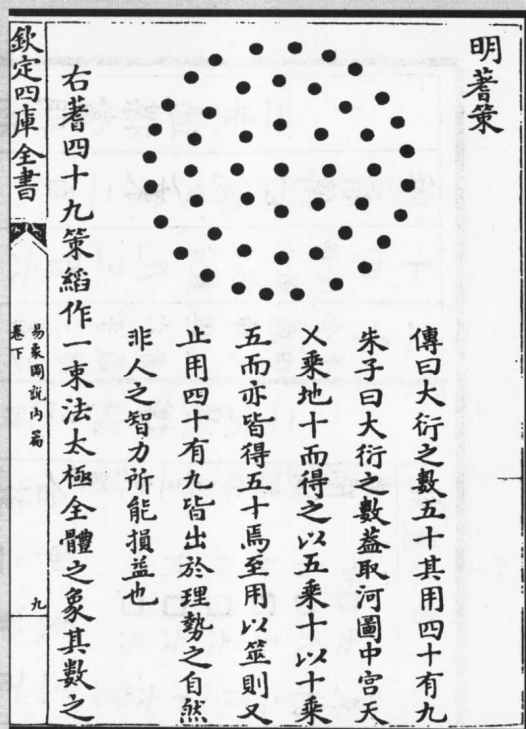 明蓍策
傳曰大衍之數五十其用四十有九
朱子曰大衍之數葢取河圖中宮天
乂乘地十而得之以五乘十以十乘
五而亦皆得五十焉至用以筮則又
止用四十有九皆出於理勢之自然
非人之智力所能損益也
右蓍四十九策縚作一束法太極全體之象其數之
欽定四庫全書
易象圖說內篇
卷下
九